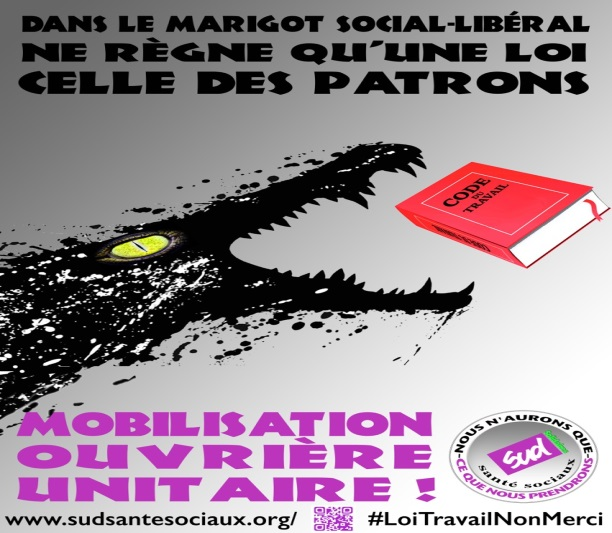 DANS LE MARIGOT SOCIAL-LIBÉRAL
NE RÈGNE QU'UNE LOI
CELLE DES PATRONS
CODE
DU
TRAVAIL
MOBILISATION
OUVRIÈRE
UNITAIRE !
NOUS N'AURONS QUE
Sud
santé sociaux
CE QUE NOUS PRENDRONS
www.sudsantesociaux.org/
#LoiTravailNonMerci